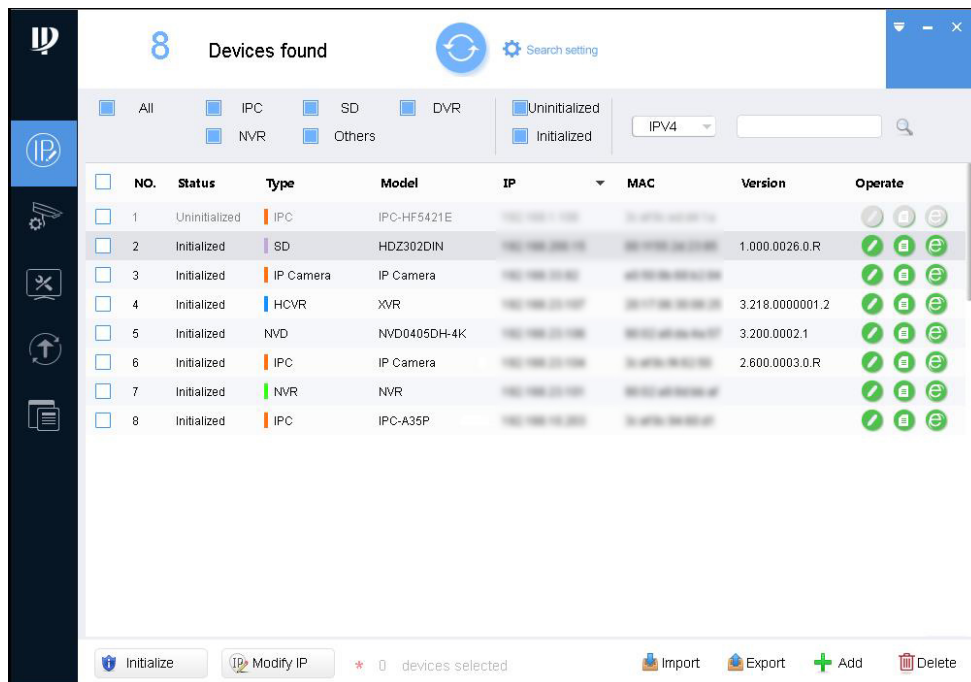 8 Devices found Search setting
All IPC SD DVR Uninitialized
NVR Others Initialized
IPV4
NO. Status Type Model IP MAC Version Operate
1 Uninitialized IPC IPC-HF5421E
2 Initialized SD HDZ302DIN 1.000.0026.0.R
3 Initialized IP Camera IP Camera
4 Initialized HCVR XVR 3.218.0000001.2
5 Initialized NVD NVD0405DH-4K 3.200.0002.1
6 Initialized IPC IP Camera 2.600.0003.0.R
7 Initialized NVR NVR
8 Initialized IPC IPC-A35P
Initialize Modify IP * 0 devices selected Import Export Add Delete